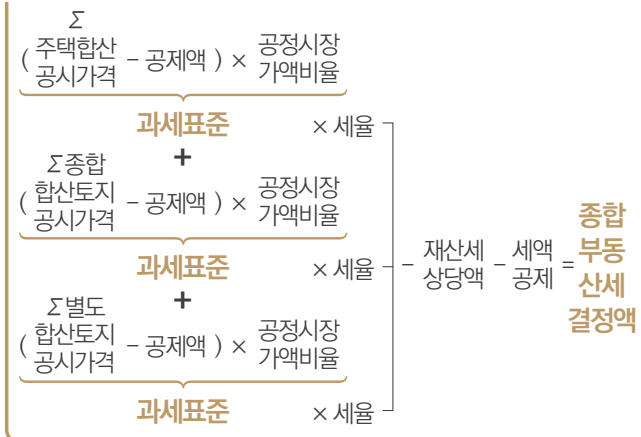 Σ
주택합산
( 공시가격 – 공제액 ) × 공정시장 가액비율
과세표준 × 세율
+
Σ종합
합산토지
( 공시가격 – 공제액 ) × 공정시장 가액비율
과세표준 × 세율
– 재산세 상당액 – 세액 공제 = 종합 부동 산세 결정액
+
Σ별도
합산토지
( 공시가격 – 공제액 ) × 공정시장 가액비율
과세표준 × 세율